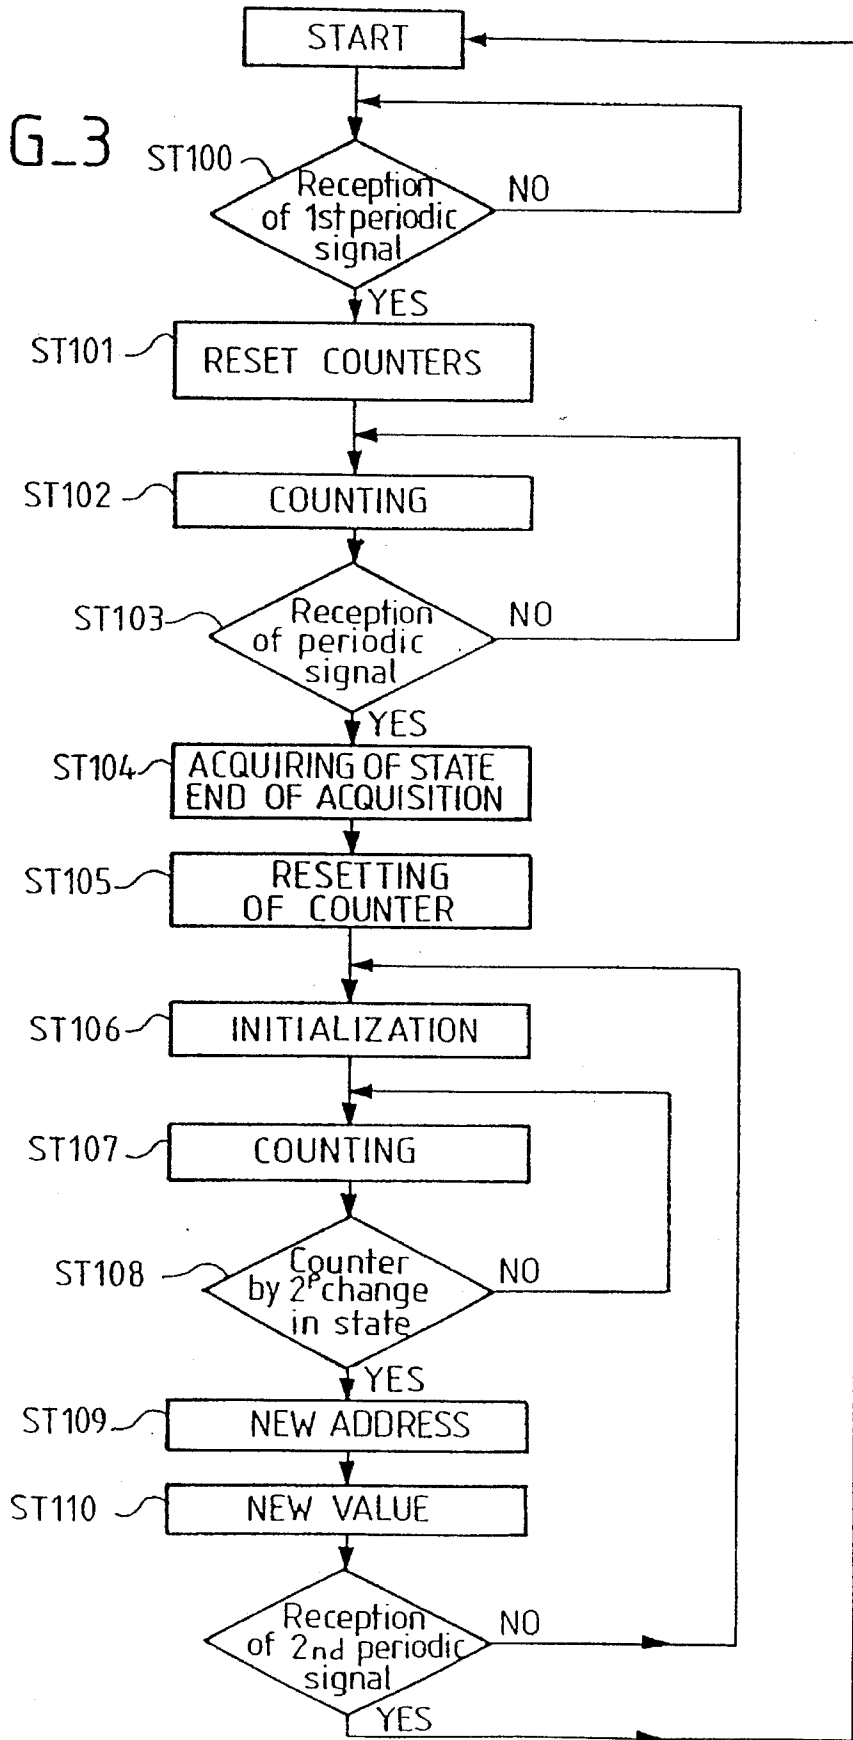 START
G_3
ST100
Reception
of 1st periodic
signal
NO
YES
ST101
RESET COUNTERS
ST102
COUNTING
ST103
Reception
of periodic
signal
NO
YES
ST104
ACQUIRING OF STATE
END OF ACQUISITION
ST105
RESETTING
OF COUNTER
ST106
INITIALIZATION
ST107
COUNTING
ST108
Counter
by 2ᴾ change
in state
NO
YES
ST109
NEW ADDRESS
ST110
NEW VALUE
Reception
of 2nd periodic
signal
NO
YES